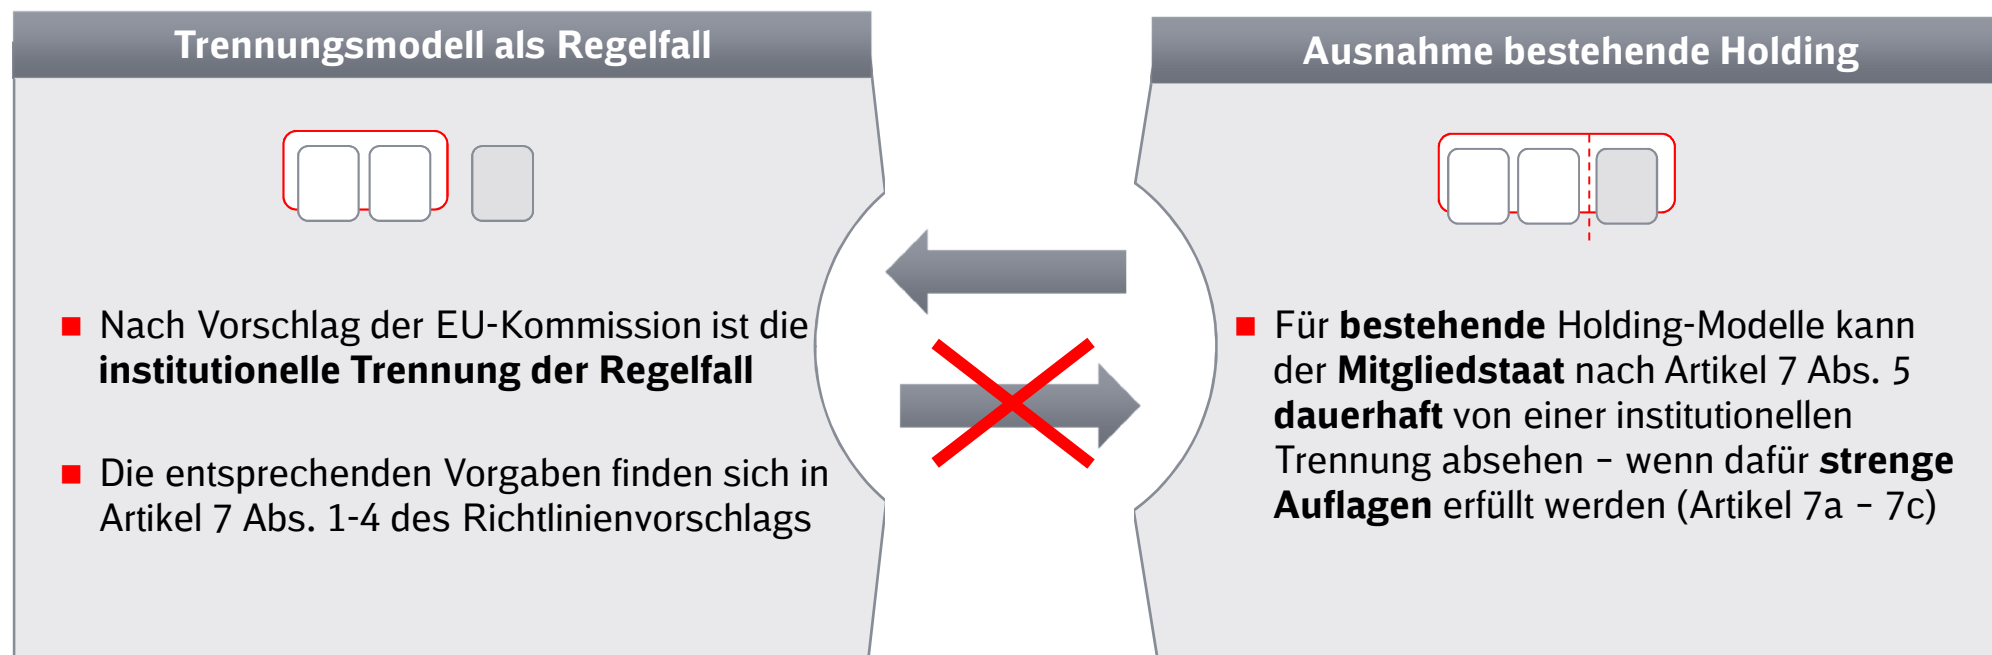 Trennungsmodell als Regelfall
Nach Vorschlag der EU-Kommission ist die
institutionelle Trennung der Regelfall
Die entsprechenden Vorgaben finden sich in
Artikel 7 Abs. 1-4 des Richtlinienvorschlags
Ausnahme bestehende Holding
Für bestehende Holding-Modelle kann
der Mitgliedstaat nach Artikel 7 Abs. 5
dauerhaft von einer institutionellen
Trennung absehen – wenn dafür strenge
Auflagen erfüllt werden (Artikel 7a – 7c)